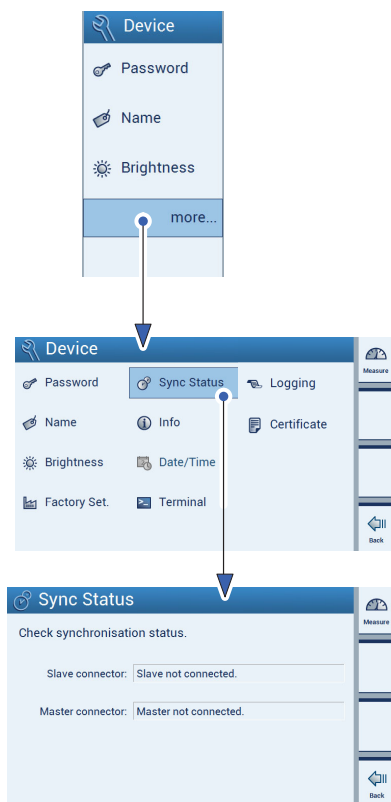 Device
Password
Name
Brightness
more...
Device
Measure
Password
Sync Status
Logging
Name
Info
Certificate
Brightness
Date/Time
Factory Set.
Terminal
Back
Sync Status
Measure
Check synchronisation status.
Slave connector: Slave not connected.
Master connector: Master not connected.
Back